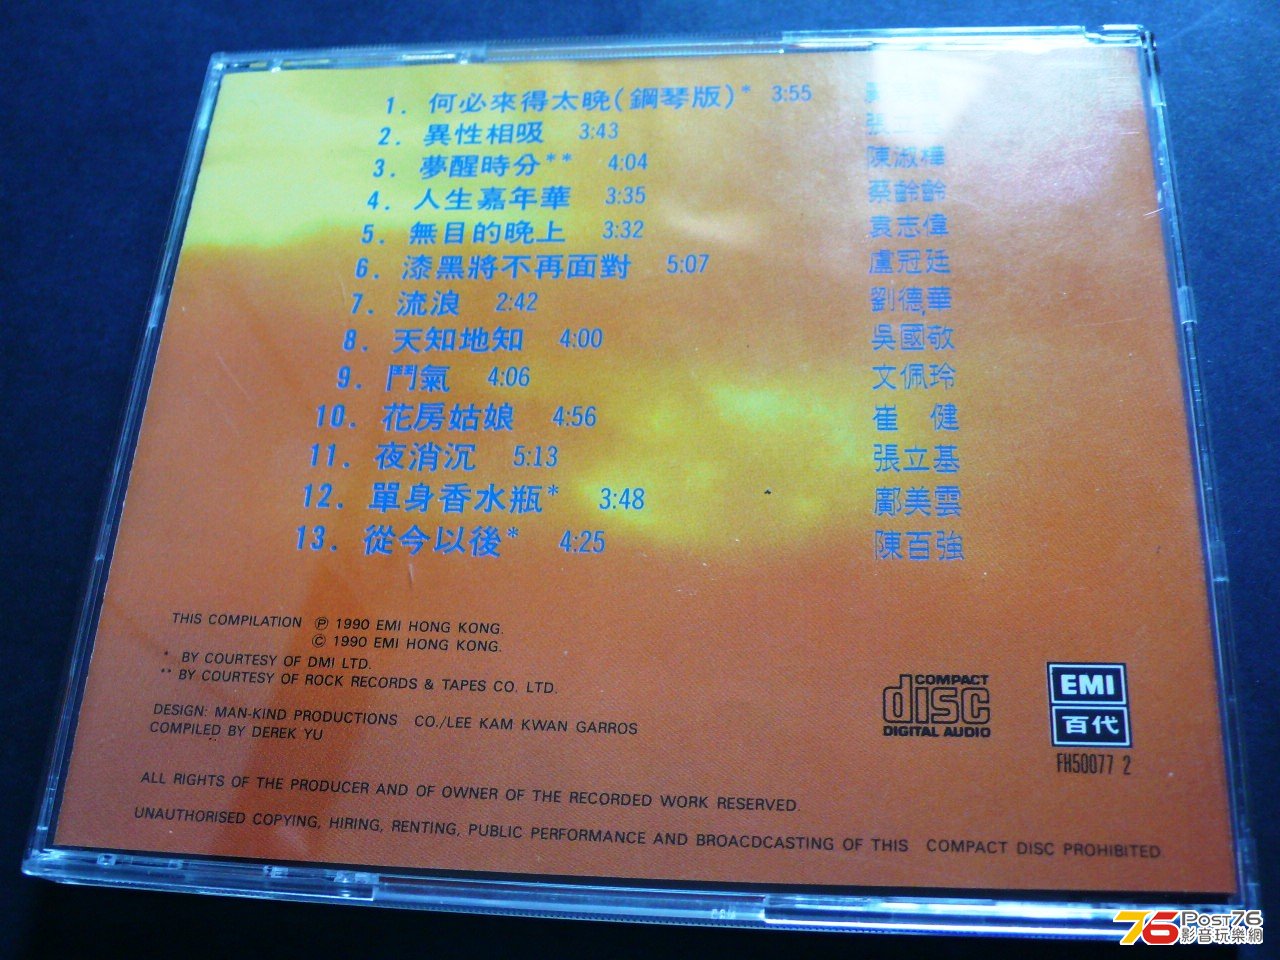 1. 何必來得太晚(鋼琴版)* 3:55
2. 異性相吸 3:43 張
3. 夢醒時分** 4:04 陳淑樺
4. 人生嘉年華 3:35 蔡齡齡
5. 無目的晚上 3:32 袁志偉
6. 漆黑將不再面對 5:07 盧冠廷
7. 流浪 2:42 劉德華
8. 天知地知 4:00 吳國敬
9. 鬥氣 4:06 文佩玲
10. 花房姑娘 4:56 崔 健
11. 夜消沉 5:13 張立基
12. 單身香水瓶* 3:48 鄺美雲
13. 從今以後* 4:25 陳百強
THIS COMPILATION ℗ 1990 EMI HONG KONG.
© 1990 EMI HONG KONG.
* BY COURTESY OF DMI LTD.
** BY COURTESY OF ROCK RECORDS & TAPES CO. LTD.
DESIGN: MAN-KIND PRODUCTIONS CO./LEE KAM KWAN GARROS
COMPILED BY DEREK YU
COMPACT
disc
DIGITAL AUDIO
EMI
百代
FH50077 2
ALL RIGHTS OF THE PRODUCER AND OF OWNER OF THE RECORDED WORK RESERVED.
UNAUTHORISED COPYING, HIRING, RENTING, PUBLIC PERFORMANCE AND BROACDCASTING OF THIS COMPACT DISC PROHIBITED
76 Post76
影音玩樂網